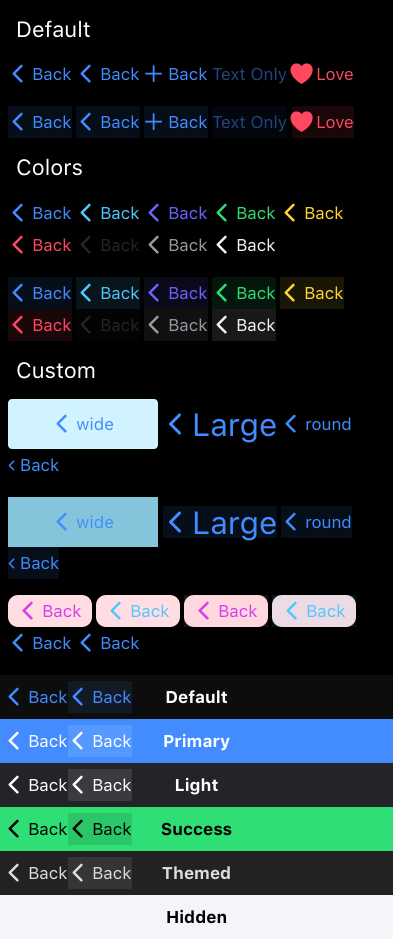 Default
Back Back Back Text Only Love
Back Back Back Text Only Love
Colors
Back Back Back Back Back
Back Back Back Back
Back Back Back Back Back
Back Back Back Back
Custom
wide Large round
Back
wide Large round
Back
Back Back Back Back
Back Back
Back Back Default
Back Back Primary
Back Back Light
Back Back Success
Back Back Themed
Hidden